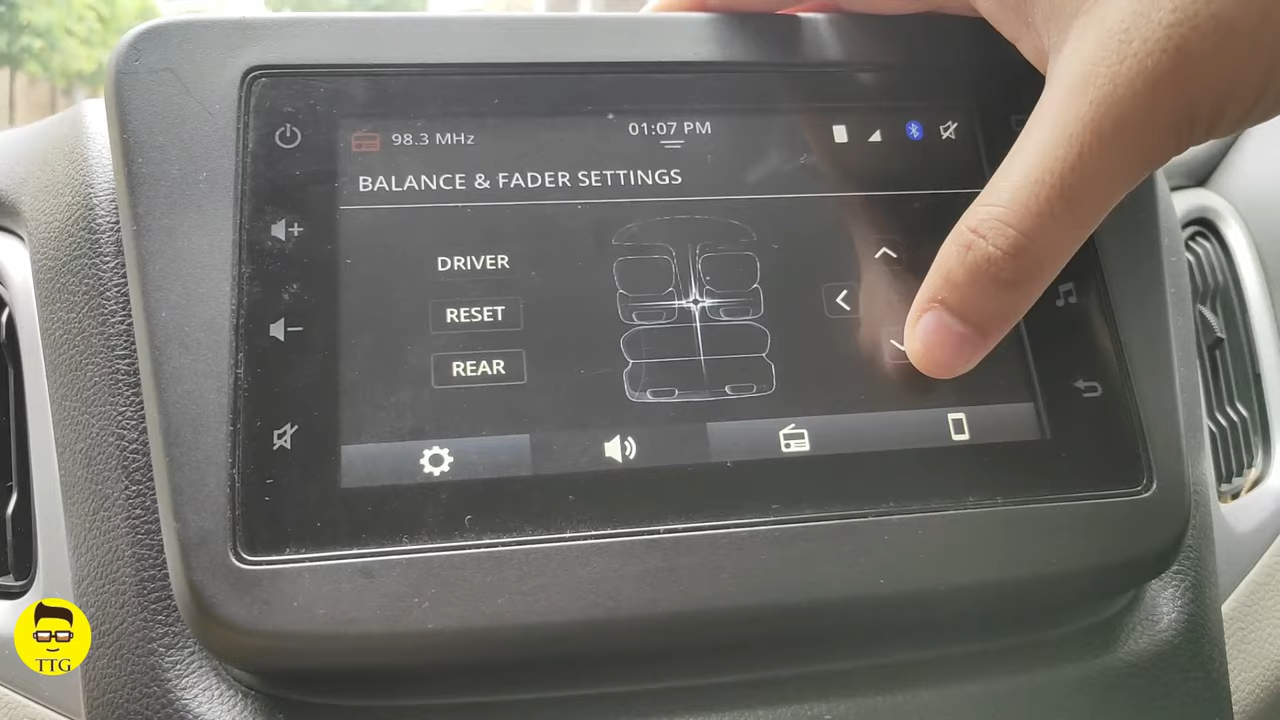 98.3 MHz
01:07 PM
BALANCE & FADER SETTINGS
DRIVER
RESET
REAR
TTG